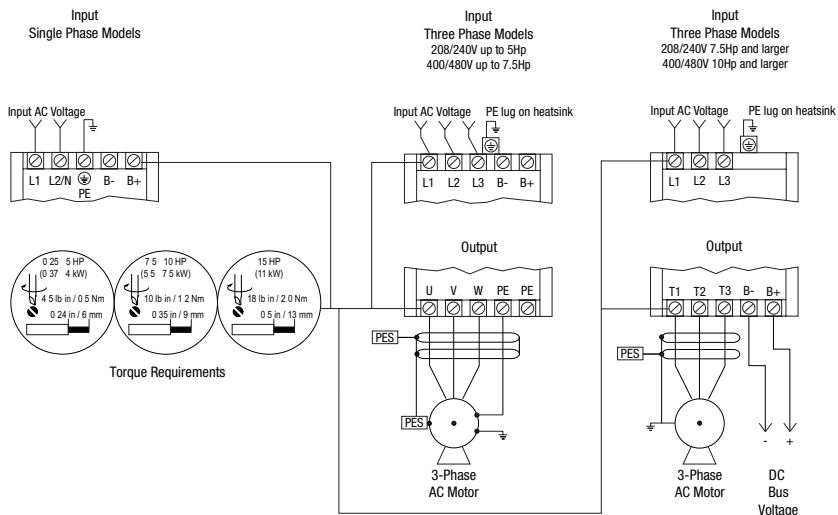 Input
Single Phase Models
Input
Three Phase Models
208/240V up to 5Hp
400/480V up to 7.5Hp
Input
Three Phase Models
208/240V 7.5Hp and larger
400/480V 10Hp and larger
Input AC Voltage
L1 L2/N PE B- B+
Input AC Voltage
PE lug on heatsink
L1 L2 L3 B- B+
Input AC Voltage
PE lug on heatsink
L1 L2 L3
0 25 5 HP
(0 37 4 kW)
4 5 lb in / 0 5 Nm
0 24 in / 6 mm
7 5 10 HP
(5 5 7 5 kW)
10 lb in / 1 2 Nm
0 35 in / 9 mm
15 HP
(11 kW)
18 lb in / 2 0 Nm
0 5 in / 13 mm
Torque Requirements
Output
U V W PE PE
PES
PES
3-Phase
AC Motor
Output
T1 T2 T3 B- B+
PES
3-Phase
AC Motor
- +
DC
Bus
Voltage